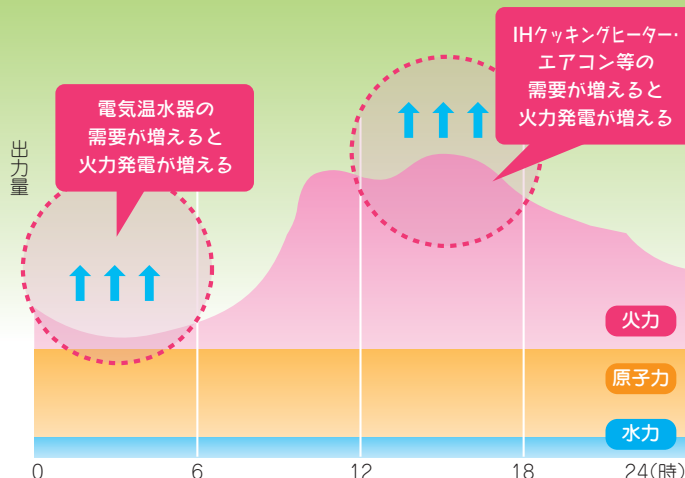 IHクッキングヒーター・
エアコン等の
需要が増えると
火力発電が増える
電気温水器の
需要が増えると
火力発電が増える
出力量
火力
原子力
水力
0 6 12 18 24(時)